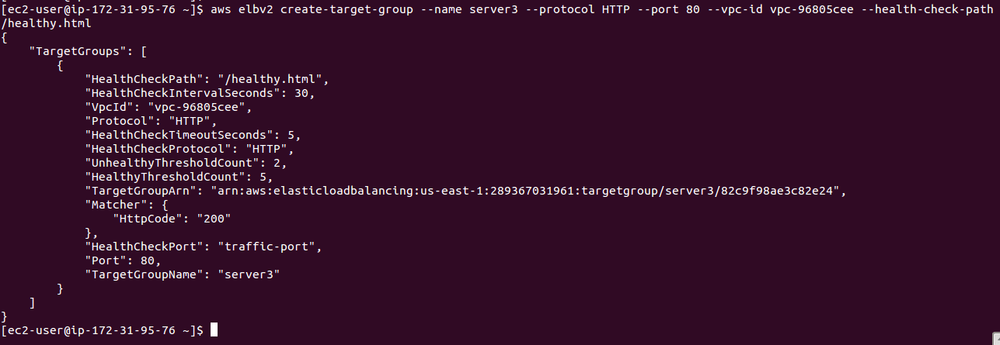 [ec2-user@ip-172-31-95-76 ~]$ aws elbv2 create-target-group --name server3 --protocol HTTP --port 80 --vpc-id vpc-96805cee --health-check-path
/healthy.html
{
    "TargetGroups": [
        {
            "HealthCheckPath": "/healthy.html",
            "HealthCheckIntervalSeconds": 30,
            "VpcId": "vpc-96805cee",
            "Protocol": "HTTP",
            "HealthCheckTimeoutSeconds": 5,
            "HealthCheckProtocol": "HTTP",
            "UnhealthyThresholdCount": 2,
            "HealthyThresholdCount": 5,
            "TargetGroupArn": "arn:aws:elasticloadbalancing:us-east-1:289367031961:targetgroup/server3/82c9f98ae3c82e24",
            "Matcher": {
                "HttpCode": "200"
            },
            "HealthCheckPort": "traffic-port",
            "Port": 80,
            "TargetGroupName": "server3"
        }
    ]
}
[ec2-user@ip-172-31-95-76 ~]$